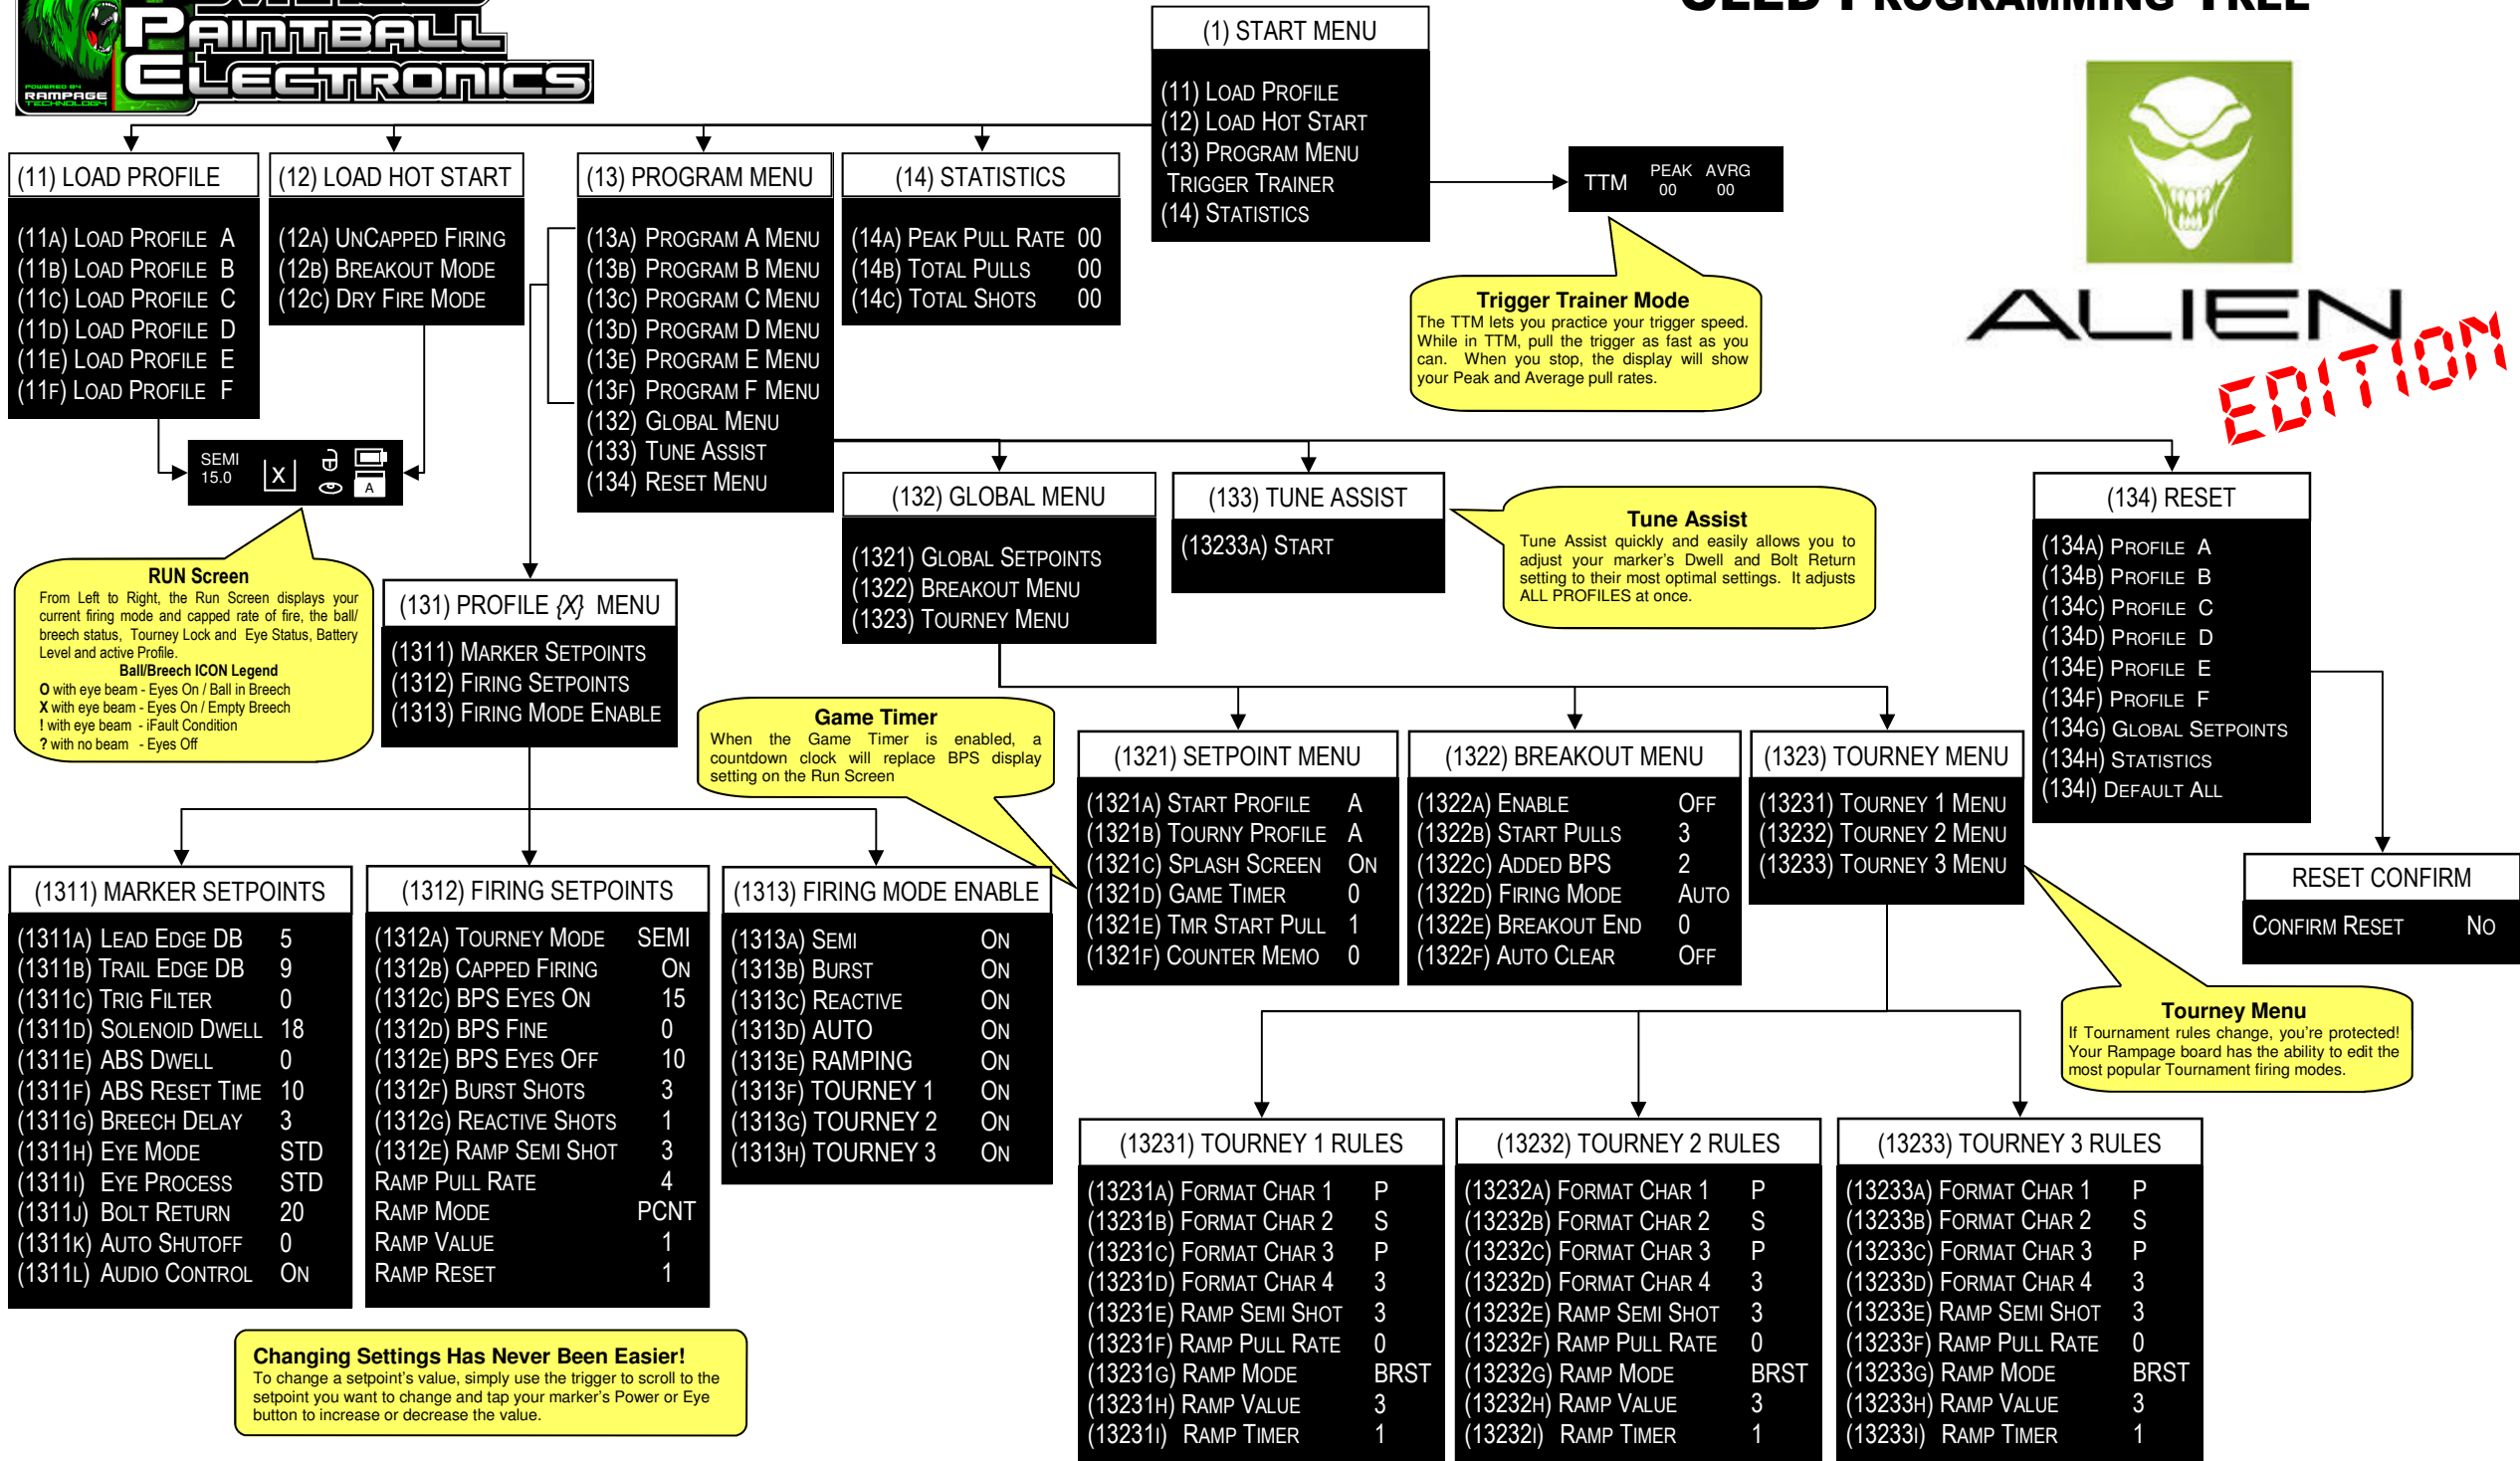 PAINTBALL
ELECTRONICS
POWERED BY
RAMPAGE
TECHNOLOGY
OLED PROGRAMMING TREE
ALIEN
EDITION
(1) START MENU
(11) LOAD PROFILE
(12) LOAD HOT START
(13) PROGRAM MENU
TRIGGER TRAINER
(14) STATISTICS
TTM PEAK AVRG
00 00
Trigger Trainer Mode
The TTM lets you practice your trigger speed.
While in TTM, pull the trigger as fast as you
can. When you stop, the display will show
your Peak and Average pull rates.
(11) LOAD PROFILE
(11A) LOAD PROFILE A
(11B) LOAD PROFILE B
(11C) LOAD PROFILE C
(11D) LOAD PROFILE D
(11E) LOAD PROFILE E
(11F) LOAD PROFILE F
(12) LOAD HOT START
(12A) UNCAPPED FIRING
(12B) BREAKOUT MODE
(12C) DRY FIRE MODE
(13) PROGRAM MENU
(13A) PROGRAM A MENU
(13B) PROGRAM B MENU
(13C) PROGRAM C MENU
(13D) PROGRAM D MENU
(13E) PROGRAM E MENU
(13F) PROGRAM F MENU
(132) GLOBAL MENU
(133) TUNE ASSIST
(134) RESET MENU
(14) STATISTICS
(14A) PEAK PULL RATE 00
(14B) TOTAL PULLS 00
(14C) TOTAL SHOTS 00
SEMI
15.0
X
A
RUN Screen
From Left to Right, the Run Screen displays your
current firing mode and capped rate of fire, the ball/
breech status, Tourney Lock and Eye Status, Battery
Level and active Profile.
Ball/Breech ICON Legend
O with eye beam - Eyes On / Ball in Breech
X with eye beam - Eyes On / Empty Breech
! with eye beam - iFault Condition
? with no beam - Eyes Off
(131) PROFILE {X} MENU
(1311) MARKER SETPOINTS
(1312) FIRING SETPOINTS
(1313) FIRING MODE ENABLE
(132) GLOBAL MENU
(1321) GLOBAL SETPOINTS
(1322) BREAKOUT MENU
(1323) TOURNEY MENU
(133) TUNE ASSIST
(13233A) START
Tune Assist
Tune Assist quickly and easily allows you to
adjust your marker's Dwell and Bolt Return
setting to their most optimal settings. It adjusts
ALL PROFILES at once.
(134) RESET
(134A) PROFILE A
(134B) PROFILE B
(134C) PROFILE C
(134D) PROFILE D
(134E) PROFILE E
(134F) PROFILE F
(134G) GLOBAL SETPOINTS
(134H) STATISTICS
(134I) DEFAULT ALL
RESET CONFIRM
CONFIRM RESET NO
Game Timer
When the Game Timer is enabled, a
countdown clock will replace BPS display
setting on the Run Screen
(1321) SETPOINT MENU
(1321A) START PROFILE A
(1321B) TOURNY PROFILE A
(1321C) SPLASH SCREEN ON
(1321D) GAME TIMER 0
(1321E) TMR START PULL 1
(1321F) COUNTER MEMO 0
(1322) BREAKOUT MENU
(1322A) ENABLE OFF
(1322B) START PULLS 3
(1322C) ADDED BPS 2
(1322D) FIRING MODE AUTO
(1322E) BREAKOUT END 0
(1322F) AUTO CLEAR OFF
(1323) TOURNEY MENU
(13231) TOURNEY 1 MENU
(13232) TOURNEY 2 MENU
(13233) TOURNEY 3 MENU
Tourney Menu
If Tournament rules change, you're protected!
Your Rampage board has the ability to edit the
most popular Tournament firing modes.
(1311) MARKER SETPOINTS
(1311A) LEAD EDGE DB 5
(1311B) TRAIL EDGE DB 9
(1311C) TRIG FILTER 0
(1311D) SOLENOID DWELL 18
(1311E) ABS DWELL 0
(1311F) ABS RESET TIME 10
(1311G) BREECH DELAY 3
(1311H) EYE MODE STD
(1311I) EYE PROCESS STD
(1311J) BOLT RETURN 20
(1311K) AUTO SHUTOFF 0
(1311L) AUDIO CONTROL ON
(1312) FIRING SETPOINTS
(1312A) TOURNEY MODE SEMI
(1312B) CAPPED FIRING ON
(1312C) BPS EYES ON 15
(1312D) BPS FINE 0
(1312E) BPS EYES OFF 10
(1312F) BURST SHOTS 3
(1312G) REACTIVE SHOTS 1
(1312E) RAMP SEMI SHOT 3
RAMP PULL RATE 4
RAMP MODE PCNT
RAMP VALUE 1
RAMP RESET 1
(1313) FIRING MODE ENABLE
(1313A) SEMI ON
(1313B) BURST ON
(1313C) REACTIVE ON
(1313D) AUTO ON
(1313E) RAMPING ON
(1313F) TOURNEY 1 ON
(1313G) TOURNEY 2 ON
(1313H) TOURNEY 3 ON
Changing Settings Has Never Been Easier!
To change a setpoint's value, simply use the trigger to scroll to the
setpoint you want to change and tap your marker's Power or Eye
button to increase or decrease the value.
(13231) TOURNEY 1 RULES
(13231A) FORMAT CHAR 1 P
(13231B) FORMAT CHAR 2 S
(13231C) FORMAT CHAR 3 P
(13231D) FORMAT CHAR 4 3
(13231E) RAMP SEMI SHOT 3
(13231F) RAMP PULL RATE 0
(13231G) RAMP MODE BRST
(13231H) RAMP VALUE 3
(13231I) RAMP TIMER 1
(13232) TOURNEY 2 RULES
(13232A) FORMAT CHAR 1 P
(13232B) FORMAT CHAR 2 S
(13232C) FORMAT CHAR 3 P
(13232D) FORMAT CHAR 4 3
(13232E) RAMP SEMI SHOT 3
(13232F) RAMP PULL RATE 0
(13232G) RAMP MODE BRST
(13232H) RAMP VALUE 3
(13232I) RAMP TIMER 1
(13233) TOURNEY 3 RULES
(13233A) FORMAT CHAR 1 P
(13233B) FORMAT CHAR 2 S
(13233C) FORMAT CHAR 3 P
(13233D) FORMAT CHAR 4 3
(13233E) RAMP SEMI SHOT 3
(13233F) RAMP PULL RATE 0
(13233G) RAMP MODE BRST
(13233H) RAMP VALUE 3
(13233I) RAMP TIMER 1